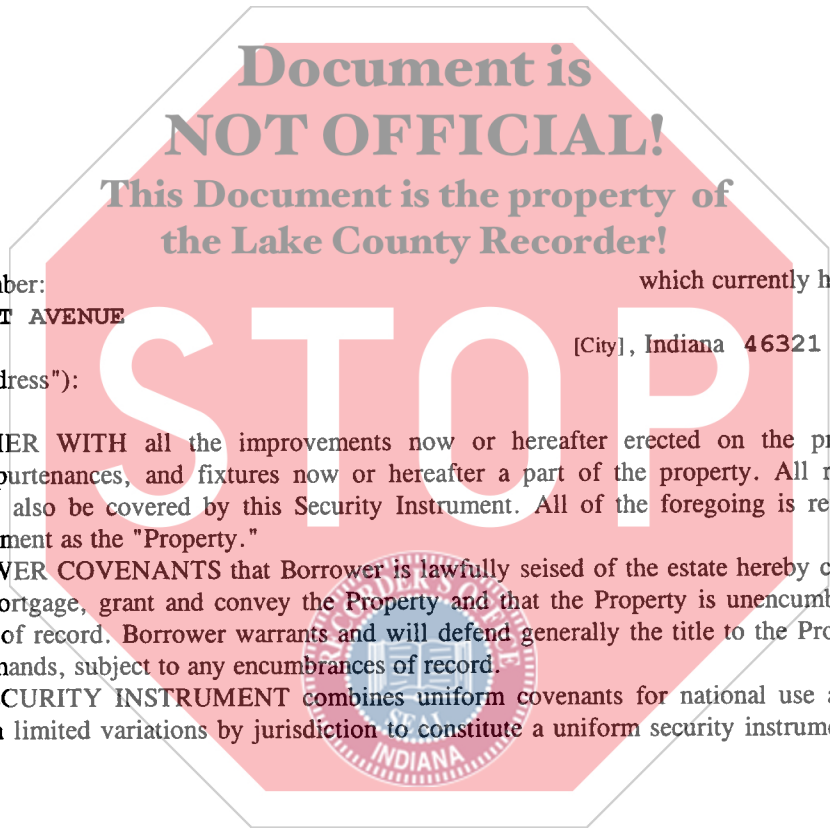 Document is
NOT OFFICIAL!
This Document is the property of
the Lake County Recorder!
ber: which currently h
T AVENUE
[City], Indiana 46321
dress"):
STOP
ER WITH all the improvements now or hereafter erected on the pr
purtenances, and fixtures now or hereafter a part of the property. All r
also be covered by this Security Instrument. All of the foregoing is re
ment as the "Property."
VER COVENANTS that Borrower is lawfully seised of the estate hereby c
ortgage, grant and convey the Property and that the Property is unencumb
of record. Borrower warrants and will defend generally the title to the Pro
mands, subject to any encumbrances of record.
CURITY INSTRUMENT combines uniform covenants for national use a
limited variations by jurisdiction to constitute a uniform security instrume
RECORDER'S OFFICE
SEAL
INDIANA